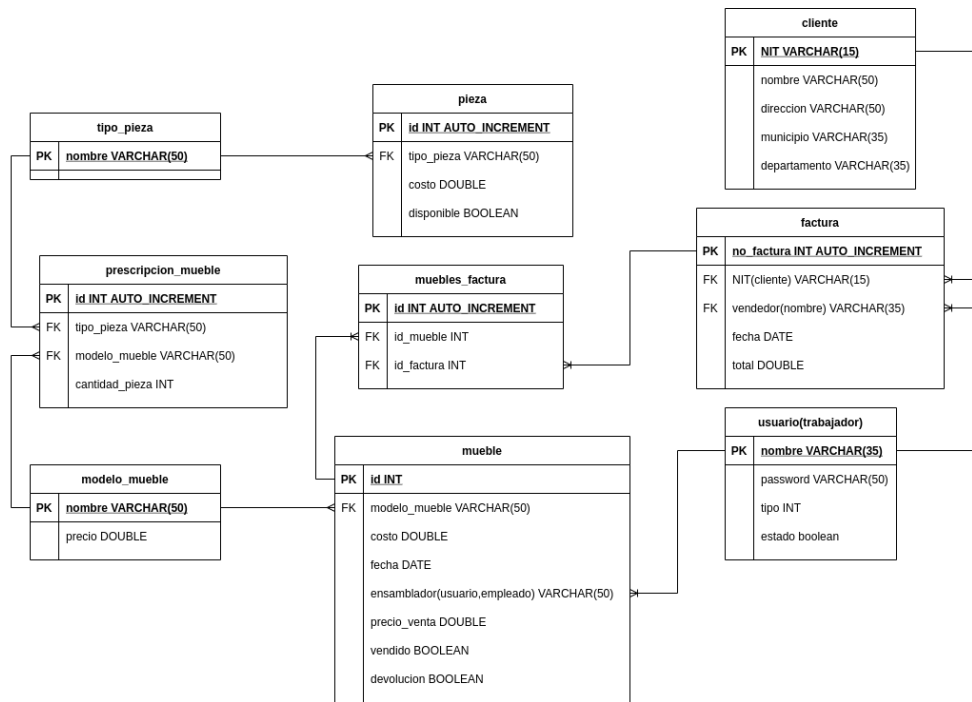 cliente
PK NIT VARCHAR(15)
nombre VARCHAR(50)
direccion VARCHAR(50)
municipio VARCHAR(35)
departamento VARCHAR(35)
pieza
PK id INT AUTO_INCREMENT
FK tipo_pieza VARCHAR(50)
costo DOUBLE
disponible BOOLEAN
tipo_pieza
PK nombre VARCHAR(50)
factura
PK no_factura INT AUTO_INCREMENT
FK NIT(cliente) VARCHAR(15)
FK vendedor(nombre) VARCHAR(35)
fecha DATE
total DOUBLE
prescripcion_mueble
PK id INT AUTO_INCREMENT
FK tipo_pieza VARCHAR(50)
FK modelo_mueble VARCHAR(50)
cantidad_pieza INT
muebles_factura
PK id INT AUTO_INCREMENT
FK id_mueble INT
FK id_factura INT
usuario(trabajador)
PK nombre VARCHAR(35)
password VARCHAR(50)
tipo INT
estado boolean
mueble
PK id INT
FK modelo_mueble VARCHAR(50)
costo DOUBLE
fecha DATE
ensamblador(usuario,empleado) VARCHAR(50)
precio_venta DOUBLE
vendido BOOLEAN
devolucion BOOLEAN
modelo_mueble
PK nombre VARCHAR(50)
precio DOUBLE